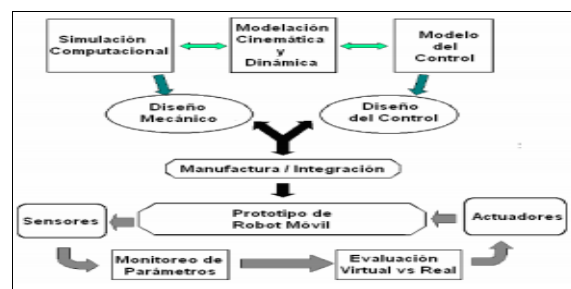 Simulación
Computacional
Modelación
Cinemática
y
Dinámica
Modelo
del
Control
Diseño
Mecánico
Diseño
del Control
Manufactura / Integración
Sensores
Prototipo de
Robot Móvil
Actuadores
Monitoreo de
Parámetros
Evaluación
Virtual vs Real